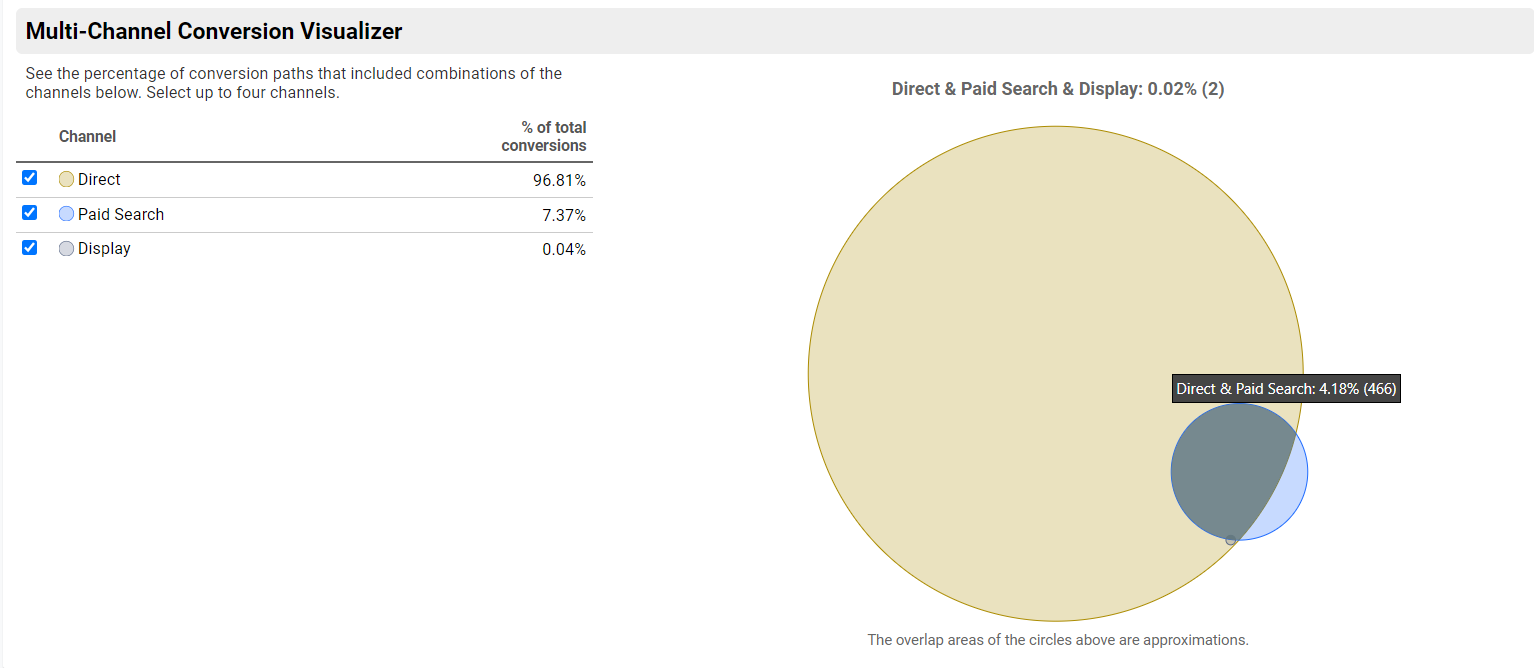 Multi-Channel Conversion Visualizer
See the percentage of conversion paths that included combinations of the
channels below. Select up to four channels.
Channel % of total conversions
Direct 96.81%
Paid Search 7.37%
Display 0.04%
Direct & Paid Search & Display: 0.02% (2)
Direct & Paid Search: 4.18% (466)
The overlap areas of the circles above are approximations.